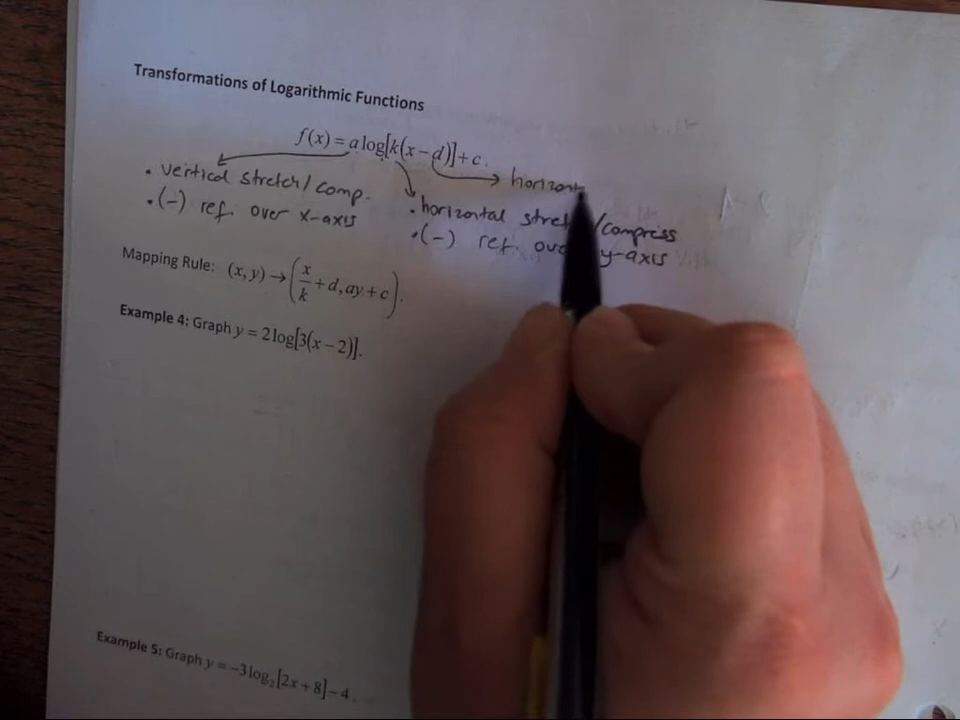 Transformations of Logarithmic Functions
f(x) = a log[k(x − d)] + c.
. vertical stretch/comp.
. (-) ref. over x-axis
horizont
. horizontal stretch/compress
. (-) ref. over y-axis
Mapping Rule: (x, y) → (x/k + d, ay + c).
Example 4: Graph y = 2log[3(x − 2)].
Example 5: Graph y = −3log₂[2x + 8] − 4.